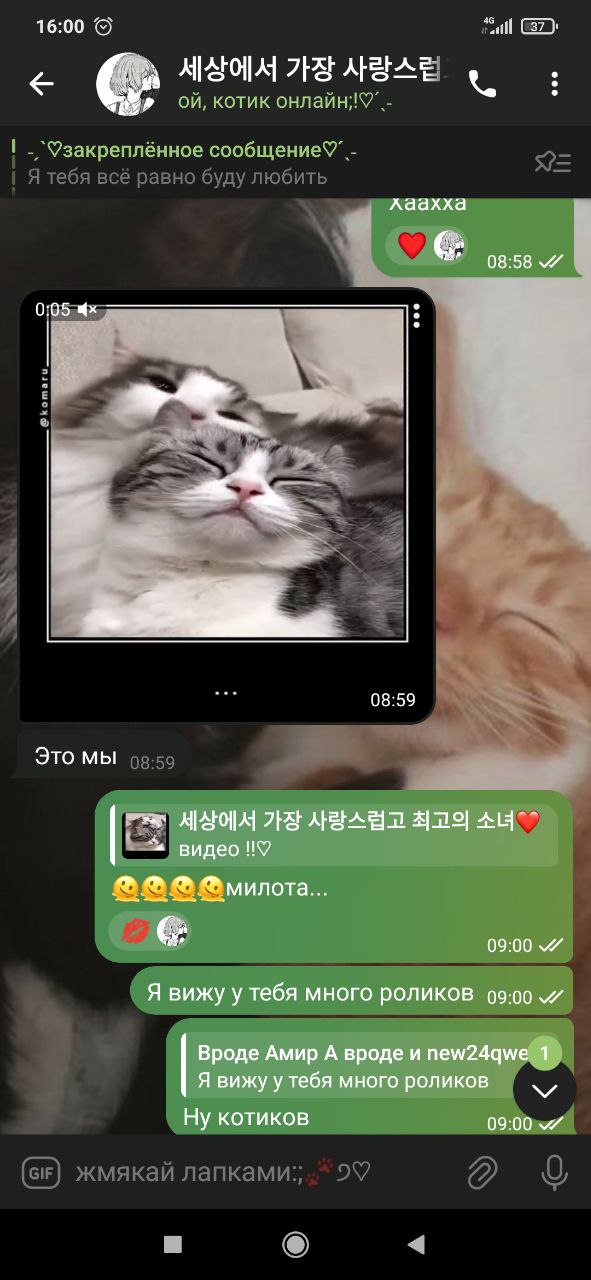 16:00
4G
37
세상에서 가장 사랑스럽
ой, котик онлайн;!♡´ˎ-
-ˏ`♡закреплённое сообщение♡´ˎ-
Я тебя всё равно буду любить
Хаахха
08:58
0:05
@komaru_
...
08:59
Это мы 08:59
세상에서 가장 사랑스럽고 최고의 소녀❤️
видео !!♡
🫠🫠🫠🫠милота...
09:00
Я вижу у тебя много роликов 09:00
Вроде Амир А вроде и new24qwe
1
Я вижу у тебя много роликов
Ну котиков 09:00
GIF жмякай лапками:;🐾੭♡